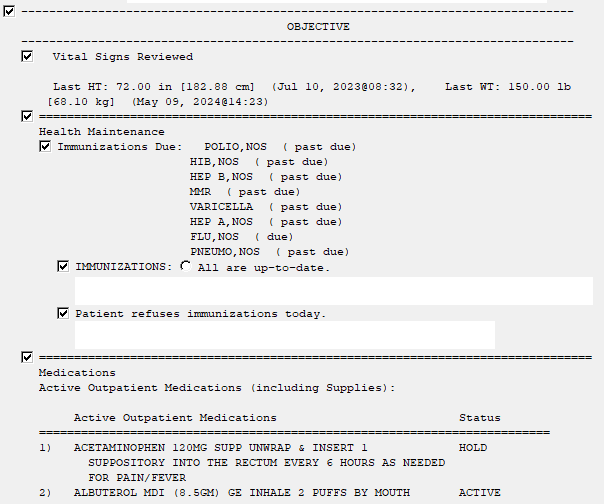 --------------------------------------------------------------------------------
OBJECTIVE
--------------------------------------------------------------------------------
Vital Signs Reviewed
Last HT: 72.00 in [182.88 cm]  (Jul 10, 2023@08:32),    Last WT: 150.00 lb
[68.10 kg]  (May 09, 2024@14:23)
================================================================================
Health Maintenance
Immunizations Due:   POLIO,NOS  ( past due)
HIB,NOS  ( past due)
HEP B,NOS  ( past due)
MMR  ( past due)
VARICELLA  ( past due)
HEP A,NOS  ( past due)
FLU,NOS  ( due)
PNEUMO,NOS  ( past due)
IMMUNIZATIONS: All are up-to-date.
Patient refuses immunizations today.
================================================================================
Medications
Active Outpatient Medications (including Supplies):
Active Outpatient Medications    Status
==========================================================================
1)   ACETAMINOPHEN 120MG SUPP UNWRAP & INSERT 1    HOLD
SUPPOSITORY INTO THE RECTUM EVERY 6 HOURS AS NEEDED
FOR PAIN/FEVER
2)   ALBUTEROL MDI (8.5GM) GE INHALE 2 PUFFS BY MOUTH    ACTIVE